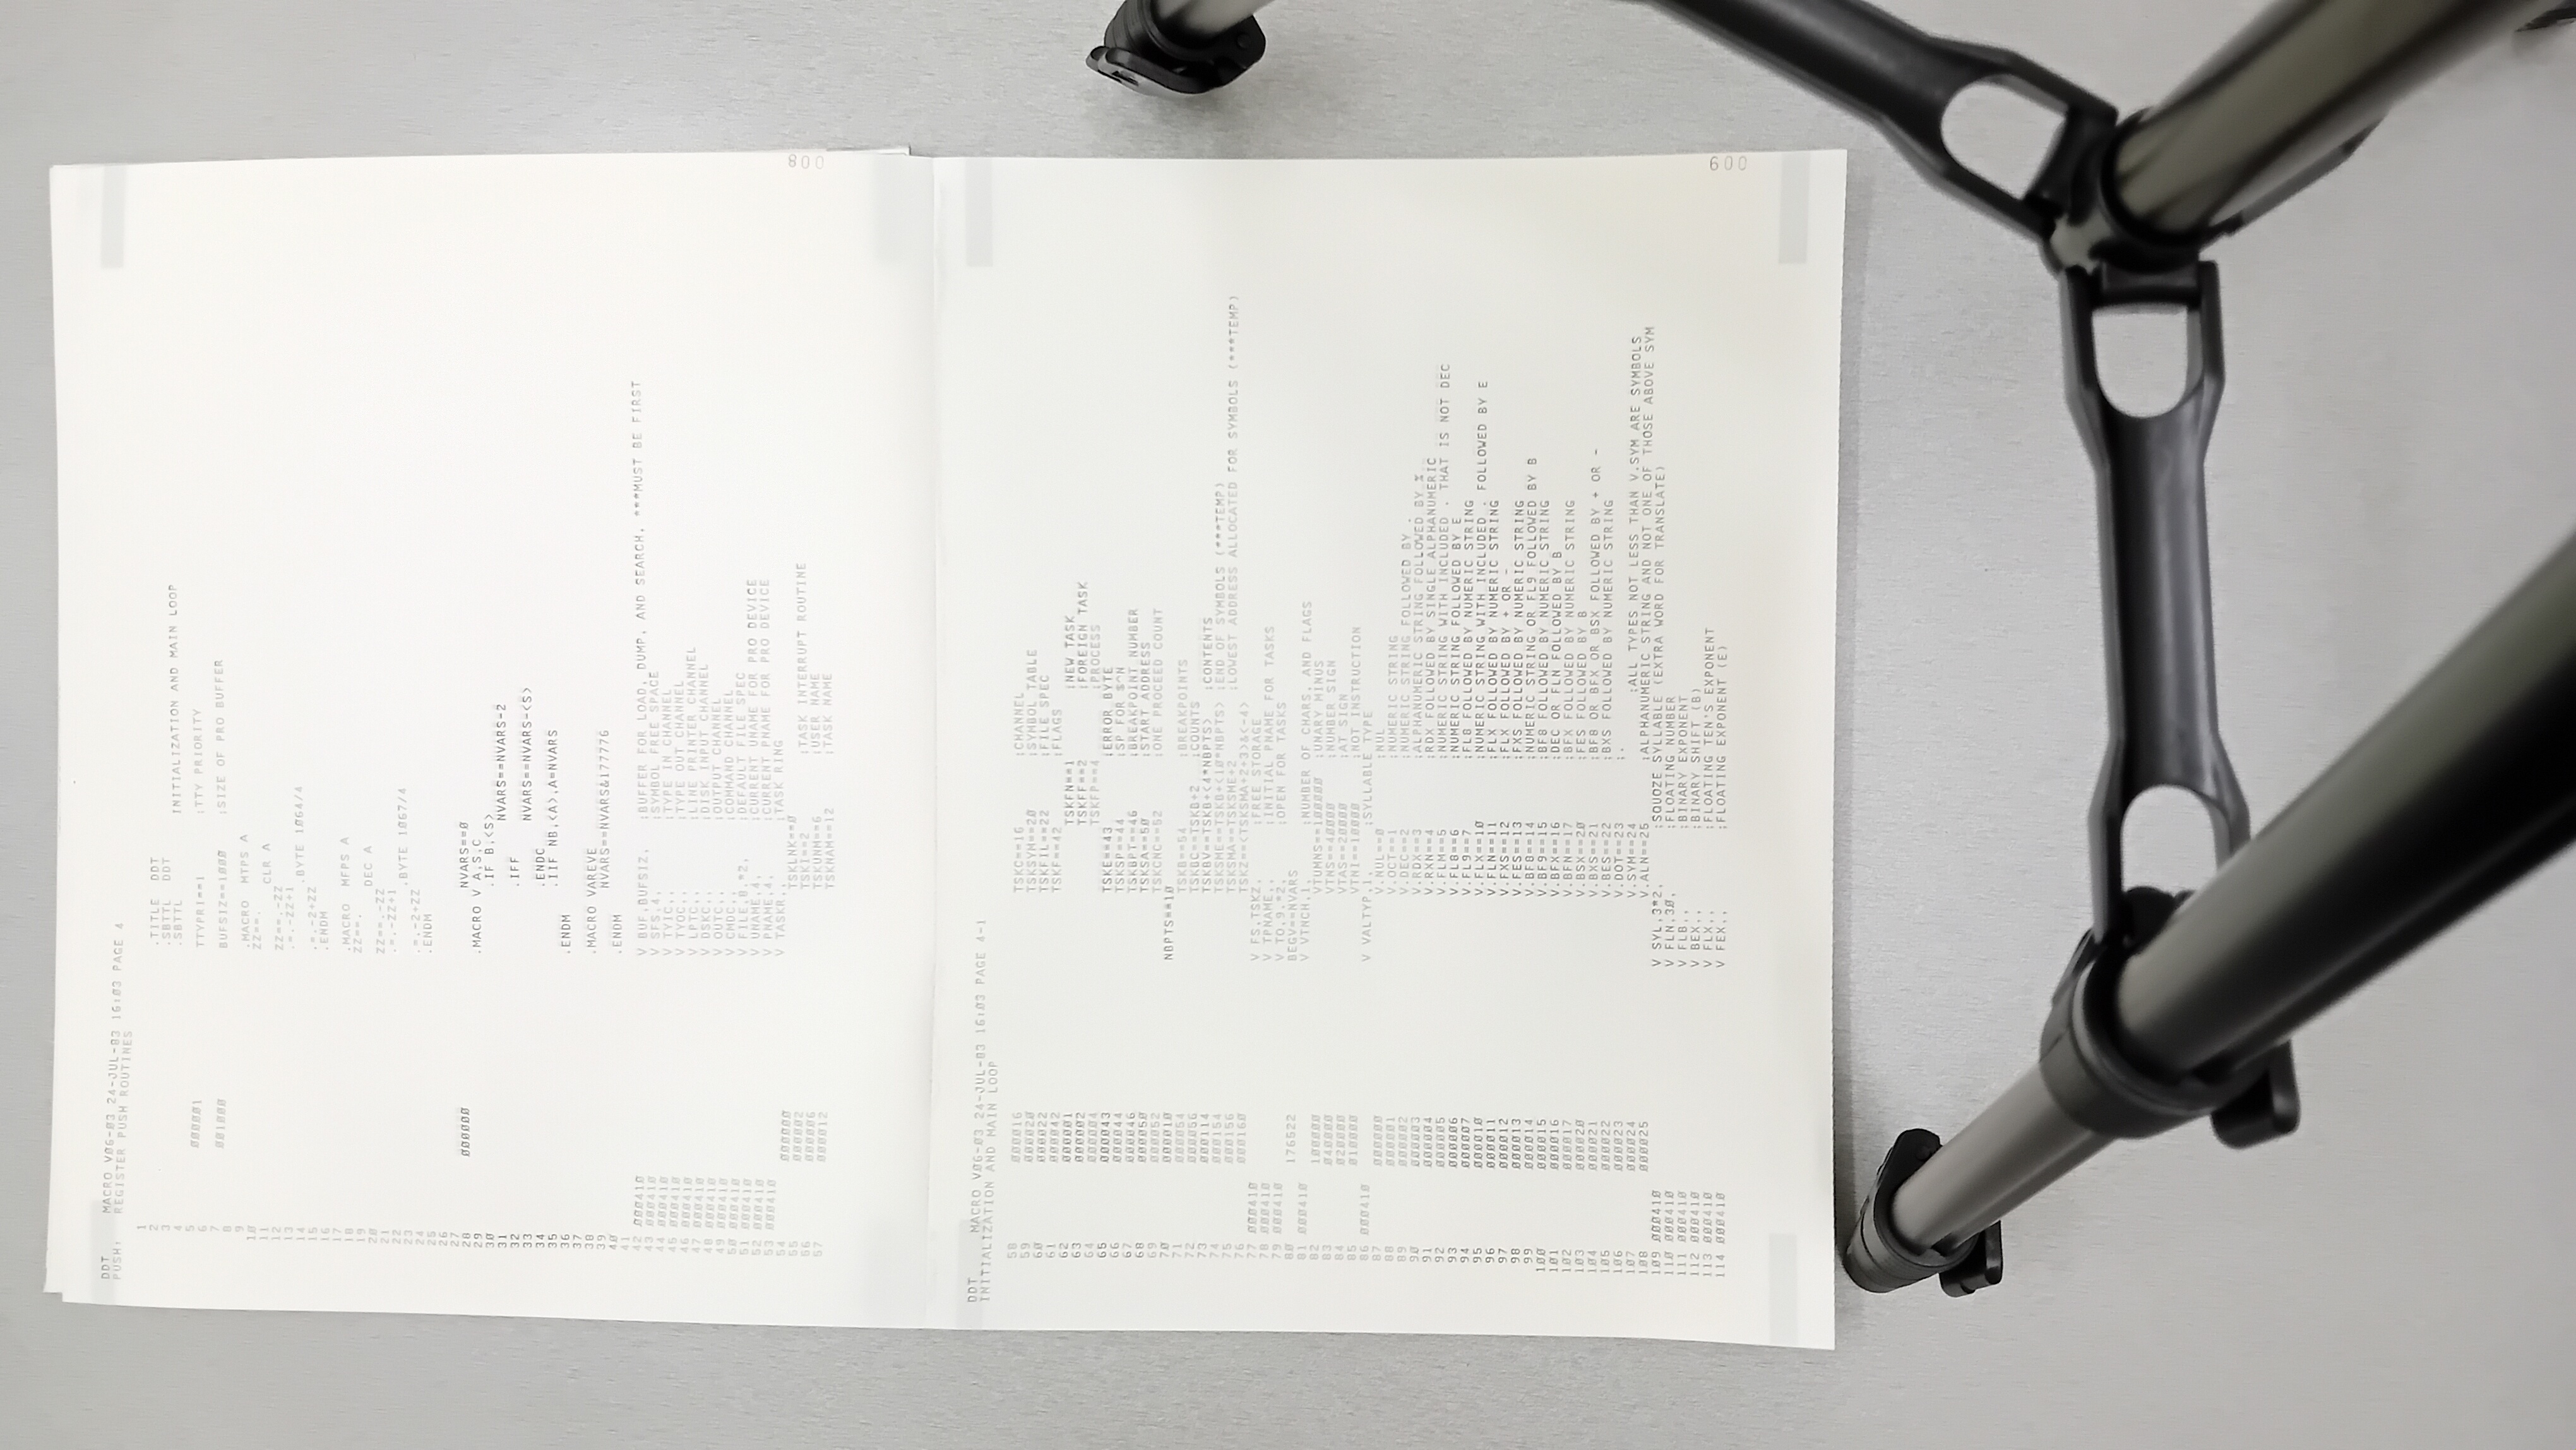 DDT MACRO V06-03 24-JUL-83 16:03 PAGE 4
PUSH: REGISTER PUSH ROUTINES
1
2 .TITLE DDT
3 .SBTTL DDT
4 .SBTTL INITIALIZATION AND MAIN LOOP
5
6 000001 TTYPRI==1 ;TTY PRIORITY
7
8 001000 BUFSIZ==1000 ;SIZE OF PRO BUFFER
9
10 .MACRO MTPS A
11 ZZ==.
12 CLR A
13 ZZ==.-ZZ
14 .=.-ZZ+1
15 .BYTE 1064/4
16 .=.-2+ZZ
17 .ENDM
18
19 .MACRO MFPS A
20 ZZ==.
21 DEC A
22 ZZ==.-ZZ
23 .=.-ZZ+1
24 .BYTE 1067/4
25 .=.-2+ZZ
26 .ENDM
27
28 000000 NVARS==0
29 .MACRO V A,S,C
30 .IF B,<S>
31 NVARS==NVARS-2
32 .IFF
33 NVARS==NVARS-<S>
34 .ENDC
35 .IIF NB,<A>,A=NVARS
36 .ENDM
37
38 .MACRO VAREVE
39 NVARS==NVARS&177776
40 .ENDM
41
42 000410 V BUF,BUFSIZ, ;BUFFER FOR LOAD, DUMP, AND SEARCH, ***MUST BE FIRST
43 000410 V SFS,4, ;SYMBOL FREE SPACE
44 000410 V TYIC,, ;TYPE IN CHANNEL
45 000410 V TYOC,, ;TYPE OUT CHANNEL
46 000410 V LPTC,, ;LINE PRINTER CHANNEL
47 000410 V DSKC,, ;DISK INPUT CHANNEL
48 000410 V OUTC,, ;OUTPUT CHANNEL
49 000410 V CMDC,, ;COMMAND CHANNEL
50 000410 V FILE,8.*2, ;DEFAULT FILE SPEC
51 000410 V UNAME,4, ;CURRENT UNAME FOR PRO DEVICE
52 000410 V PNAME,4, ;CURRENT PNAME FOR PRO DEVICE
53 000410 V TASKR, ;TASK RING
54 000000 TSKLNK==0
55 000002 TSKI==2 ;TASK INTERRUPT ROUTINE
56 000006 TSKUNM==6 ;USER NAME
57 000012 TSKNAM==12 ;TASK NAME
008
DDT MACRO V06-03 24-JUL-83 16:03 PAGE 4-1
INITIALIZATION AND MAIN LOOP
58 000016 TSKC==16 ;CHANNEL
59 000020 TSKSYM==20 ;SYMBOL TABLE
60 000022 TSKFIL==22 ;FILE SPEC
61 000042 TSKF==42 ;FLAGS
62 000001 TSKFN==1 ;NEW TASK
63 000002 TSKFF==2 ;FOREIGN TASK
64 000004 TSKFP==4 ;PROCESS
65 000043 TSKE==43 ;ERROR BYTE
66 000044 TSKSP==44 ;SP FOR $^N
67 000046 TSKBPT==46 ;BREAKPOINT NUMBER
68 000050 TSKSA==50 ;START ADDRESS
69 000052 TSKCNC==52 ;ONE PROCEED COUNT
70 000010 NBPTS==10
71 000054 TSKB==54 ;BREAKPOINTS
72 000056 TSKBC==TSKB+2 ;COUNTS
73 000114 TSKBV==TSKB+<4*NBPTS> ;CONTENTS
74 000154 TSKSME==TSKB+<10*NBPTS> ;END OF SYMBOLS (***TEMP)
75 000156 TSKSMA==TSKSME+2 ;LOWEST ADDRESS ALLOCATED FOR SYMBOLS (***TEMP)
76 000160 TSKZ==<TSKSMA+2+3>&<-4>
77 000410 V FS,TSKZ, ;FREE STORAGE
78 000410 V TPNAME,, ;INITIAL PNAME FOR TASKS
79 000410 V TO,9.*2, ;OPEN FOR TASKS
80 176522 BEGV=NVARS
81 000410 V VTNCH,1, ;NUMBER OF CHARS, AND FLAGS
82 100000 VTUMNS==100000 ;UNARY MINUS
83 040000 VTNS==40000 ;NUMBER SIGN
84 020000 VTAS==20000 ;AT SIGN
85 010000 VTNI==10000 ;NOT INSTRUCTION
86 000410 V VALTYP,1, ;SYLLABLE TYPE
87 000000 V.NUL==0 ;NUL
88 000001 V.OCT==1 ;NUMERIC STRING
89 000002 V.DEC==2 ;NUMERIC STRING FOLLOWED BY .
90 000003 V.RDX==3 ;ALPHANUMERIC STRING FOLLOWED BY %
91 000004 V.RXN==4 ;RDX FOLLOWED BY SINGLE ALPHANUMERIC
92 000005 V.FLM==5 ;NUMERIC STRING WITH INCLUDED . THAT IS NOT DEC
93 000006 V.FLB==6 ;NUMERIC STRING FOLLOWED BY E
94 000007 V.FL9==7 ;FLB FOLLOWED BY NUMERIC STRING
95 000010 V.FLX==10 ;NUMERIC STRING WITH INCLUDED . FOLLOWED BY E
96 000011 V.FLN==11 ;FLX FOLLOWED BY NUMERIC STRING
97 000012 V.FXS==12 ;FLX FOLLOWED BY + OR -
98 000013 V.FES==13 ;FXS FOLLOWED BY NUMERIC STRING
99 000014 V.BF8==14 ;NUMERIC STRING OR FL9 FOLLOWED BY B
100 000015 V.BF9==15 ;BF8 FOLLOWED BY NUMERIC STRING
101 000016 V.BFX==16 ;DEC OR FLN FOLLOWED BY B
102 000017 V.BFN==17 ;BFX FOLLOWED BY NUMERIC STRING
103 000020 V.BSX==20 ;FES FOLLOWED BY B
104 000021 V.BXS==21 ;BF8 OR BFX OR BSX FOLLOWED BY + OR -
105 000022 V.BES==22 ;BXS FOLLOWED BY NUMERIC STRING
106 000023 V.DOT==23 ;.
107 000024 V.SYM==24 ;ALL TYPES NOT LESS THAN V.SYM ARE SYMBOLS
108 000025 V.ALN==25 ;ALPHANUMERIC STRING AND NOT ONE OF THOSE ABOVE SYM
109 000410 V SYL,3*2, ;SQUOZE SYLLABLE (EXTRA WORD FOR TRANSLATE)
110 000410 V FLN,30, ;FLOATING NUMBER
111 000410 V FLB,, ;BINARY EXPONENT
112 000410 V BEX,, ;BINARY SHIFT (B)
113 000410 V FLX,, ;FLOATING TEN'S EXPONENT
114 000410 V FEX,, ;FLOATING EXPONENT (E)
009